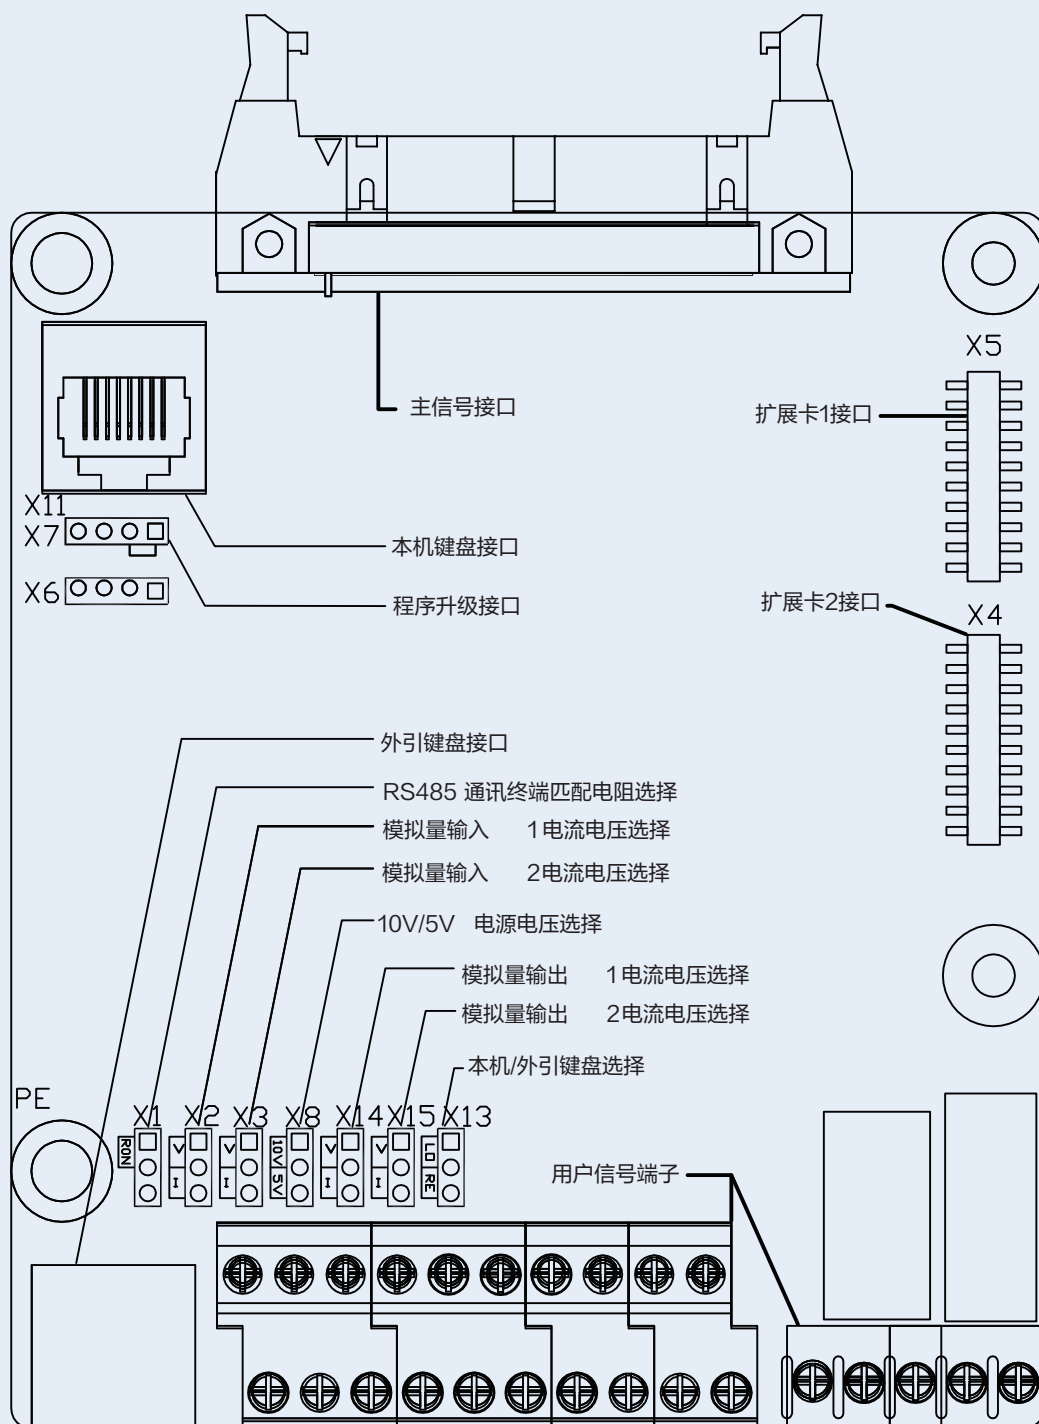 X5
主信号接口
扩展卡1接口
X11
X7
本机键盘接口
X6
程序升级接口
扩展卡2接口
X4
外引键盘接口
RS485 通讯终端匹配电阻选择
模拟量输入 1电流电压选择
模拟量输入 2电流电压选择
10V/5V 电源电压选择
模拟量输出 1电流电压选择
模拟量输出 2电流电压选择
本机/外引键盘选择
PE
X1 X2 X3 X8 X14 X15 X13
RON V I V I 10V 5V V I V I LO RE
用户信号端子